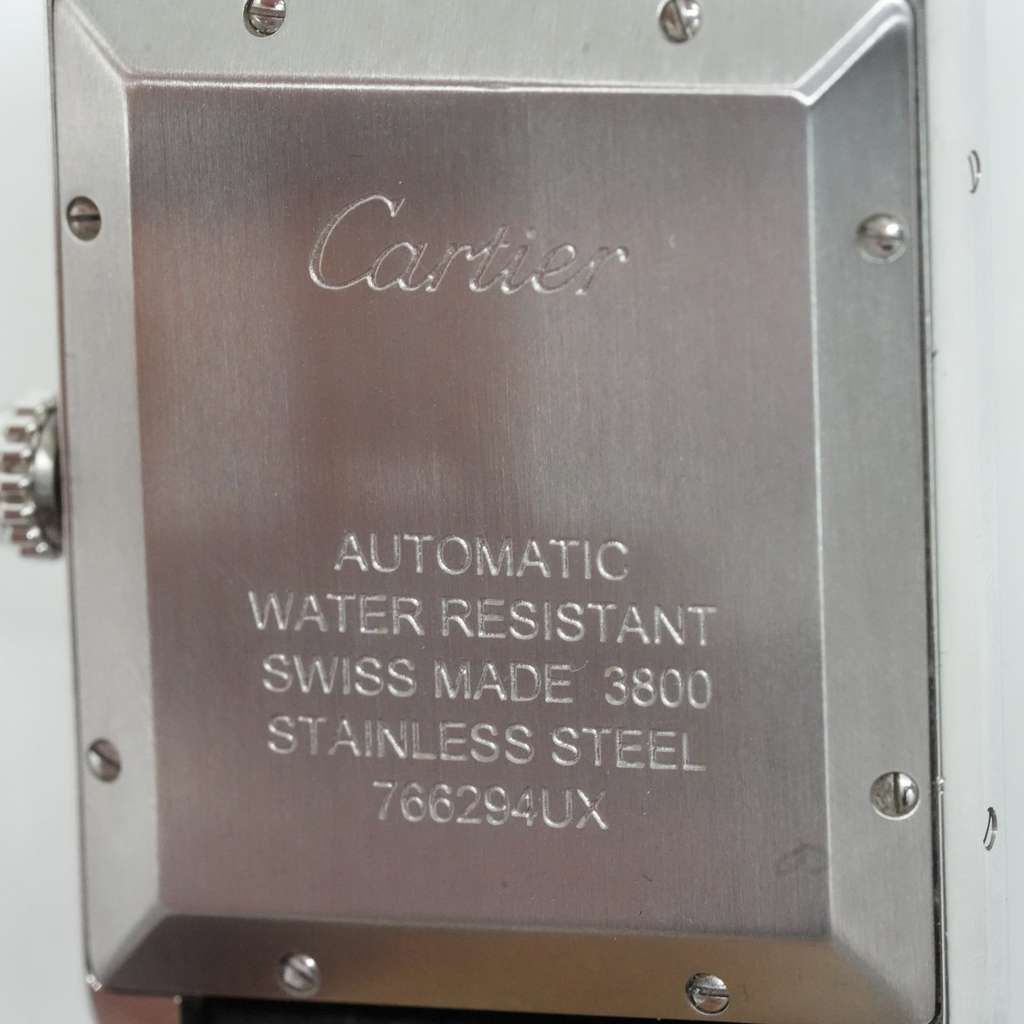 Cartier
AUTOMATIC
WATER RESISTANT
SWISS MADE 3800
STAINLESS STEEL
766294UX